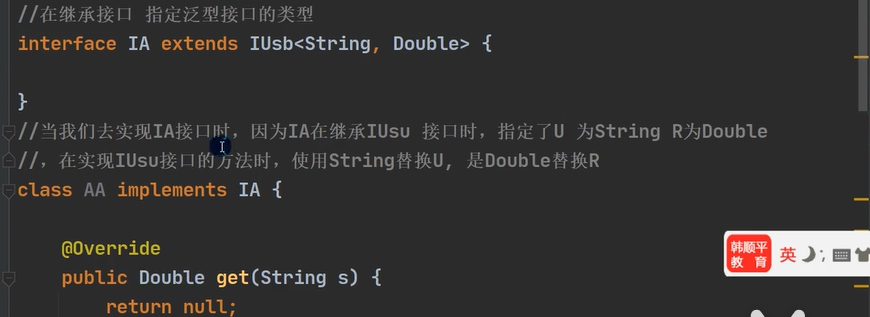 //在继承接口 指定泛型接口的类型
interface IA extends IUsb<String, Double> {
}
//当我们去实现IA接口时，因为IA在继承IUsu 接口时，指定了U 为String R为Double
//，在实现IUsu接口的方法时，使用String替换U, 是Double替换R
class AA implements IA {
@Override
public Double get(String s) {
return null;
韩顺平
教 育
英